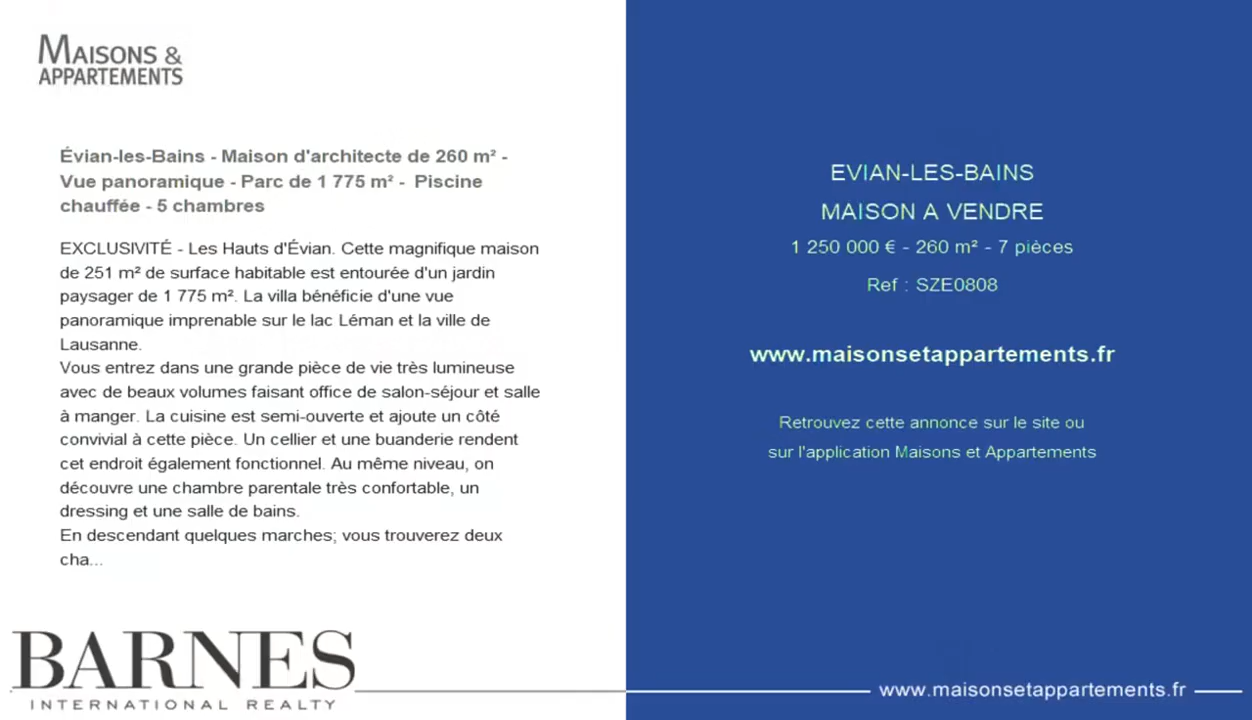 MAISONS &
APPARTEMENTS
Évian-les-Bains - Maison d'architecte de 260 m² -
Vue panoramique - Parc de 1 775 m² - Piscine
chauffée - 5 chambres
EXCLUSIVITÉ - Les Hauts d'Évian. Cette magnifique maison
de 251 m² de surface habitable est entourée d'un jardin
paysager de 1 775 m². La villa bénéficie d'une vue
panoramique imprenable sur le lac Léman et la ville de
Lausanne.
Vous entrez dans une grande pièce de vie très lumineuse
avec de beaux volumes faisant office de salon-séjour et salle
à manger. La cuisine est semi-ouverte et ajoute un côté
convivial à cette pièce. Un cellier et une buanderie rendent
cet endroit également fonctionnel. Au même niveau, on
découvre une chambre parentale très confortable, un
dressing et une salle de bains.
En descendant quelques marches; vous trouverez deux
cha...
BARNES
INTERNATIONAL REALTY
EVIAN-LES-BAINS
MAISON A VENDRE
1 250 000 € - 260 m² - 7 pièces
Ref : SZE0808
www.maisonsetappartements.fr
Retrouvez cette annonce sur le site ou
sur l'application Maisons et Appartements
www.maisonsetappartements.fr